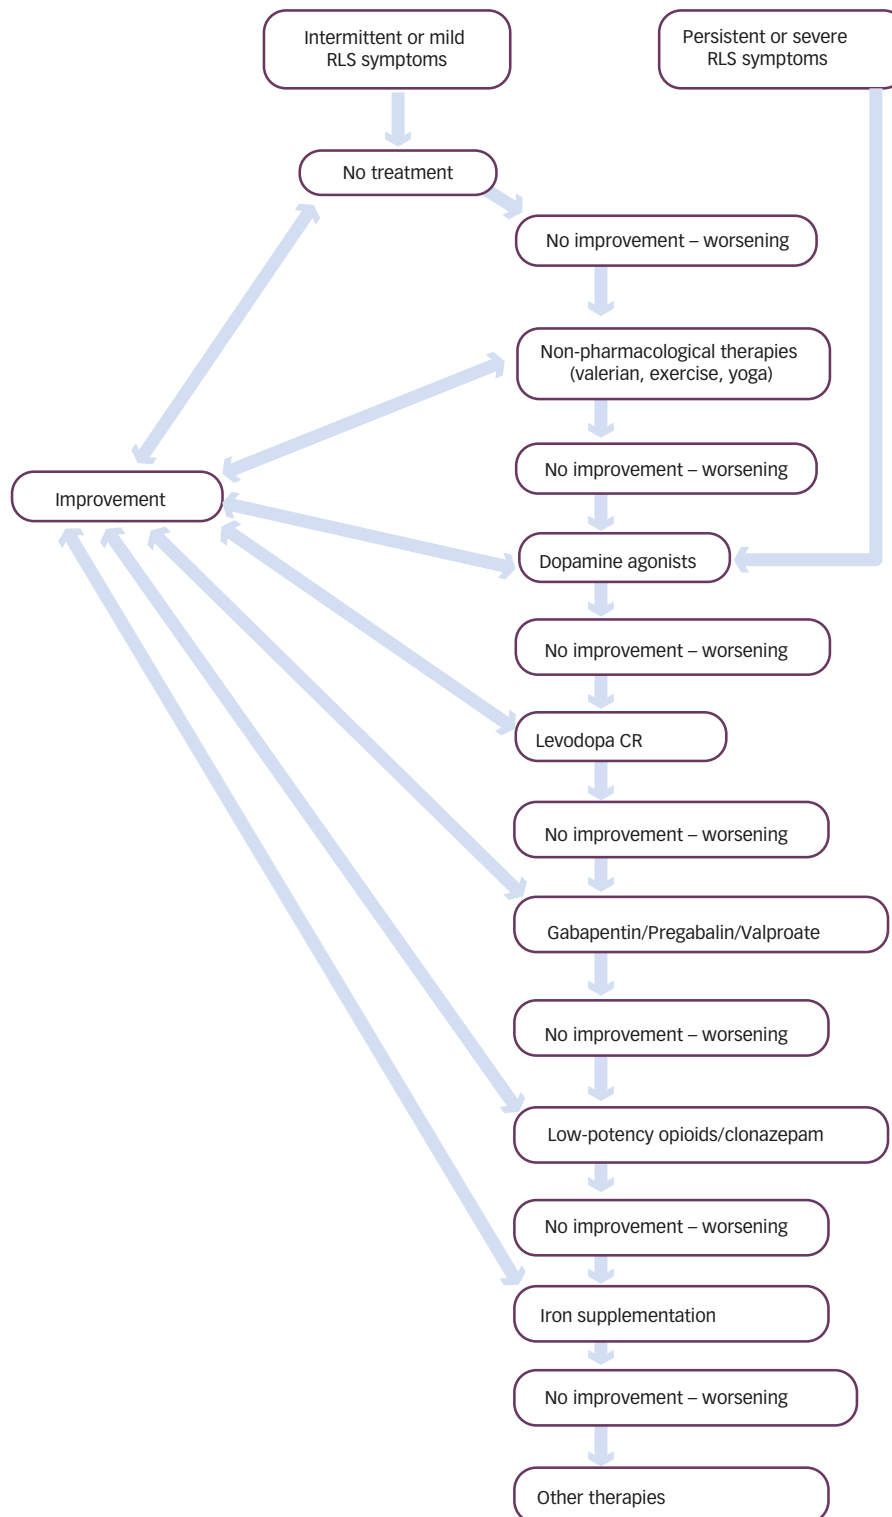 Intermittent or mild
RLS symptoms
Persistent or severe
RLS symptoms
No treatment
No improvement – worsening
Non-pharmacological therapies
(valerian, exercise, yoga)
No improvement – worsening
Improvement
Dopamine agonists
No improvement – worsening
Levodopa CR
No improvement – worsening
Gabapentin/Pregabalin/Valproate
No improvement – worsening
Low-potency opioids/clonazepam
No improvement – worsening
Iron supplementation
No improvement – worsening
Other therapies